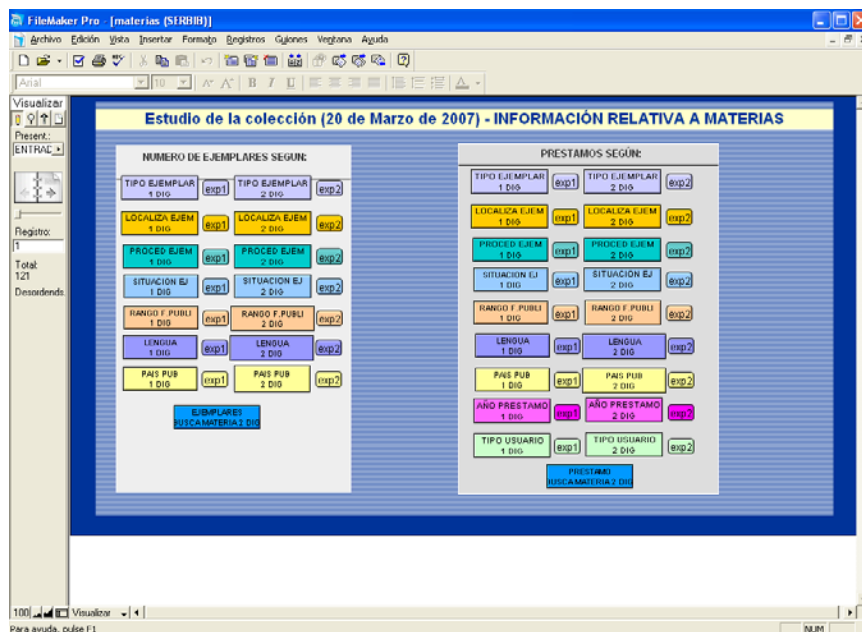 FileMaker Pro - [materias (SERBIB)]
Archivo Edición Vista Insertar Formato Registros Guiones Ventana Ayuda
Arial 10 B I U
Visualizar
Present.:
ENTRAD
Registro:
1
Total:
121
Desordends.
Estudio de la colección (20 de Marzo de 2007) - INFORMACIÓN RELATIVA A MATERIAS
NUMERO DE EJEMPLARES SEGUN:
TIPO EJEMPLAR 1 DIG exp1 TIPO EJEMPLAR 2 DIG exp2
LOCALIZA EJEM 1 DIG exp1 LOCALIZA EJEM 2 DIG exp2
PROCED EJEM 1 DIG exp1 PROCED EJEM 2 DIG exp2
SITUACION EJ 1 DIG exp1 SITUACION EJ 2 DIG exp2
RANGO F.PUBLI 1 DIG exp1 RANGO F.PUBLI 2 DIG exp2
LENGUA 1 DIG exp1 LENGUA 2 DIG exp2
PAIS PUB 1 DIG exp1 PAIS PUB 2 DIG exp2
EJEMPLARES
BUSCAMATERIA 2 DIG
PRESTAMOS SEGÚN:
TIPO EJEMPLAR 1 DIG exp1 TIPO EJEMPLAR 2 DIG exp2
LOCALIZA EJEM 1 DIG exp1 LOCALIZA EJEM 2 DIG exp2
PROCED EJEM 1 DIG exp1 PROCED EJEM 2 DIG exp2
SITUACION EJ 1 DIG exp1 SITUACION EJ 2 DIG exp2
RANGO F.PUBLI 1 DIG exp1 RANGO F.PUBLI 2 DIG exp2
LENGUA 1 DIG exp1 LENGUA 2 DIG exp2
PAIS PUB 1 DIG exp1 PAIS PUB 2 DIG exp2
AÑO PRESTAMO 1 DIG exp1 AÑO PRESTAMO 2 DIG exp2
TIPO USUARIO 1 DIG exp1 TIPO USUARIO 2 DIG exp2
PRESTAMO
BUSCAMATERIA 2 DIG
100 Visualizar
Para ayuda, pulse F1
NUM